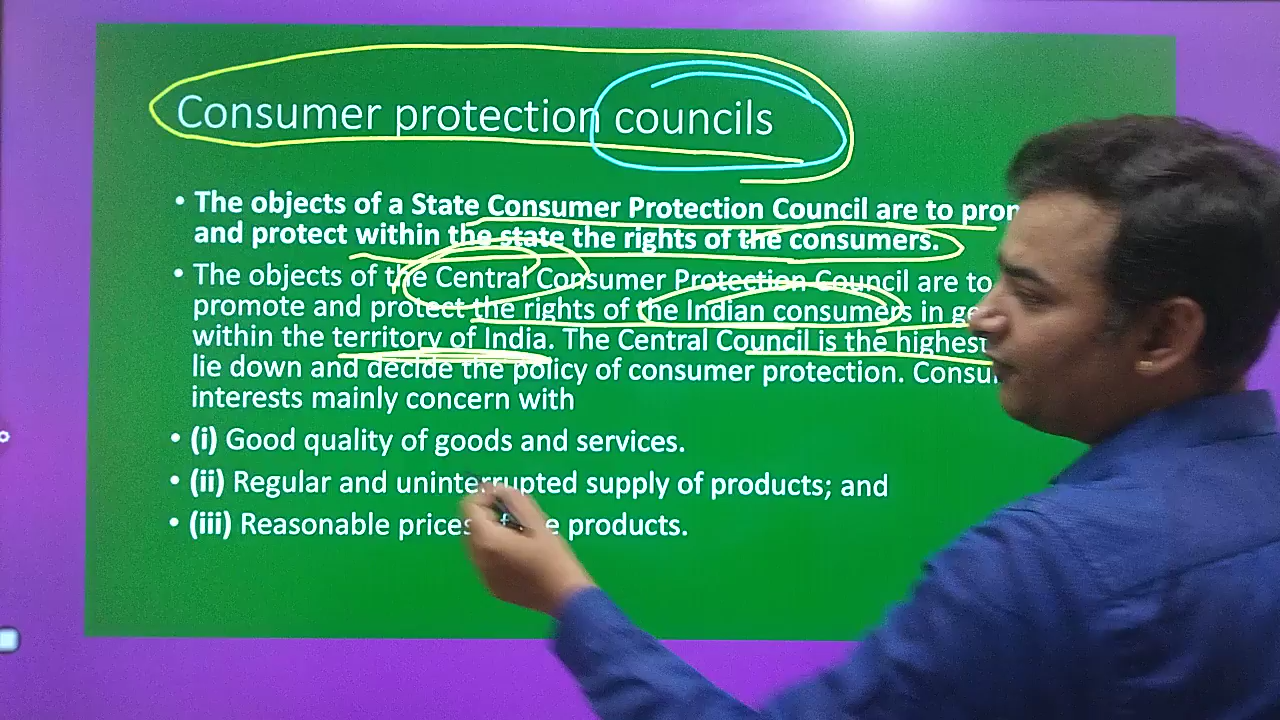 Consumer protection councils
• The objects of a State Consumer Protection Council are to
and protect within the state the rights of the consumers.
• The objects of the Central Consumer Protection Council are to
promote and protect the rights of the Indian consumers in
within the territory of India. The Central Council is the highest
lie down and decide the policy of consumer protection.
interests mainly concern with
• (i) Good quality of goods and services.
• (ii) Regular and uninterrupted supply of products; and
• (iii) Reasonable prices products.